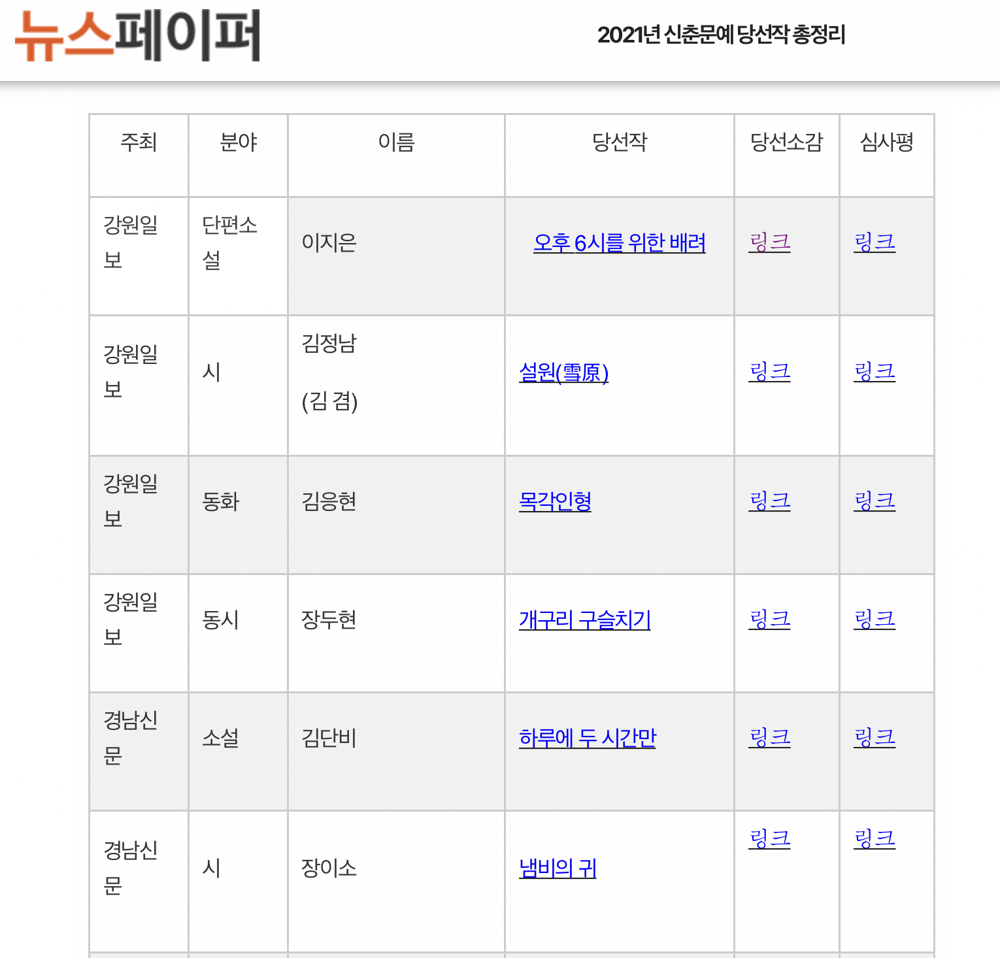 뉴스페이퍼
2021년 신춘문예 당선작 총정리
주최 분야 이름 당선작 당선소감 심사평
강원일
보
단편소
설
이지은
오후 6시를 위한 배려
링크
링크
강원일
보
시
김정남
(김 겸)
설원(雪原)
링크
링크
강원일
보
동화
김응현
목각인형
링크
링크
강원일
보
동시
장두현
개구리 구슬치기
링크
링크
경남신
문
소설
김단비
하루에 두 시간만
링크
링크
경남신
문
시
장이소
냄비의 귀
링크
링크